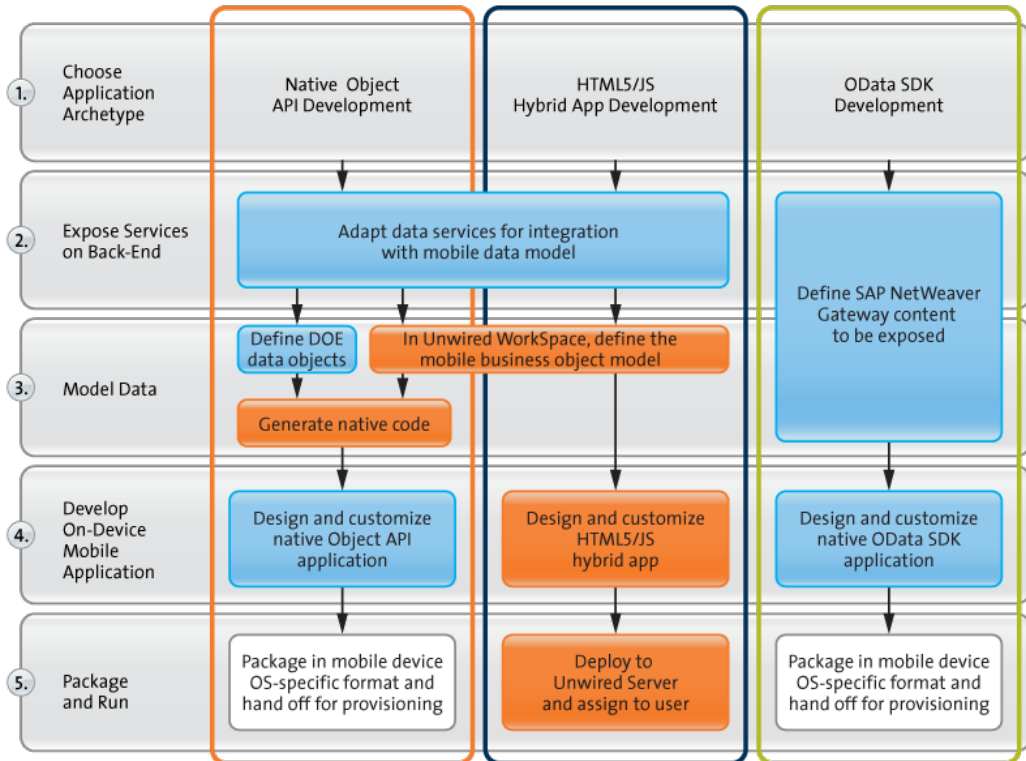 1.
Choose
Application
Archetype
Native Object
API Development
HTML5/JS
Hybrid App Development
OData SDK
Development
2.
Expose Services
on Back-End
Adapt data services for integration
with mobile data model
Define SAP NetWeaver
Gateway content
to be exposed
3.
Model Data
Define DOE
data objects
In Unwired WorkSpace, define the
mobile business object model
Generate native code
4.
Develop
On-Device
Mobile
Application
Design and customize
native Object API
application
Design and customize
HTML5/JS
hybrid app
Design and customize
native OData SDK
application
5.
Package
and Run
Package in mobile device
OS-specific format and
hand off for provisioning
Deploy to
Unwired Server
and assign to user
Package in mobile device
OS-specific format and
hand off for provisioning